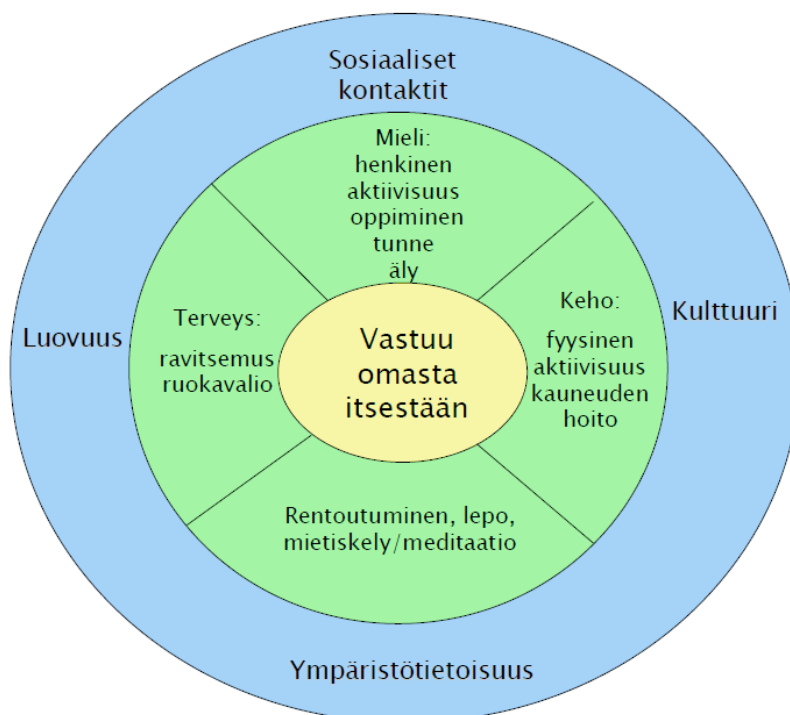 Sosiaaliset
kontaktit
Mieli:
henkinen
aktiivisuus
oppiminen
tunne
äly
Luovuus
Terveys:
ravitsemus
ruokavalio
Vastuu
omasta
itsestään
Keho:
fyysinen
aktiivisuus
kauneuden
hoito
Kulttuuri
Rentoutuminen, lepo,
mietiskely/meditaatio
Ympäristötietoisuus